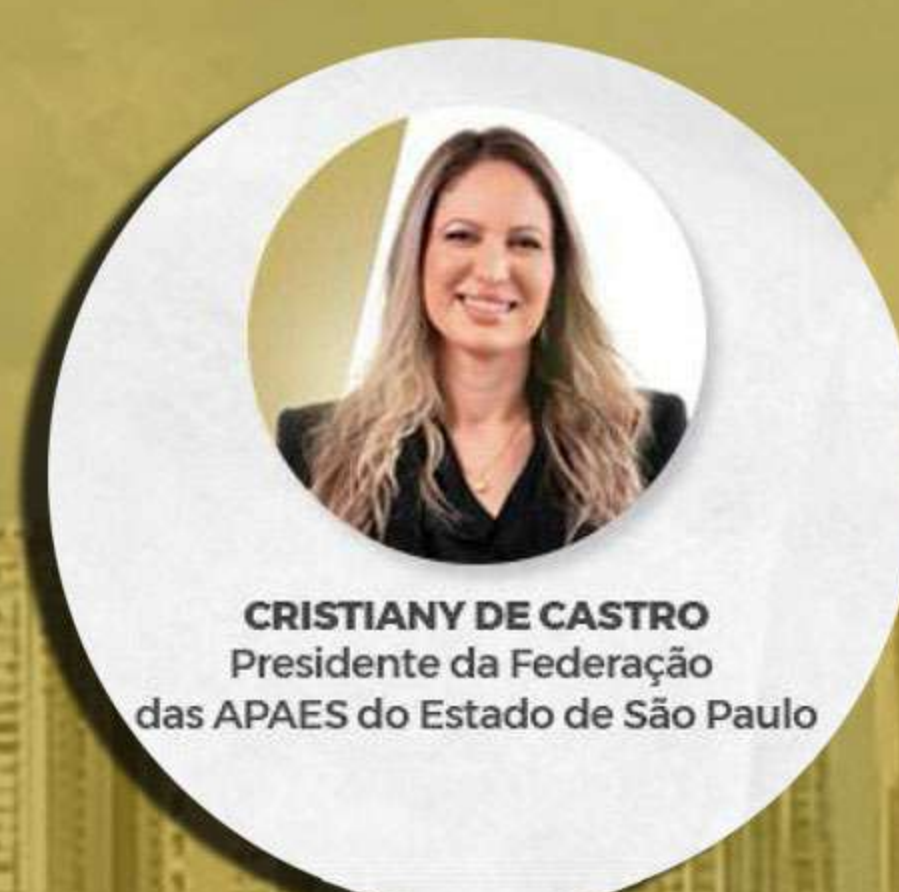 CRISTIANY DE CASTRO
Presidente da Federação
das APAES do Estado de São Paulo